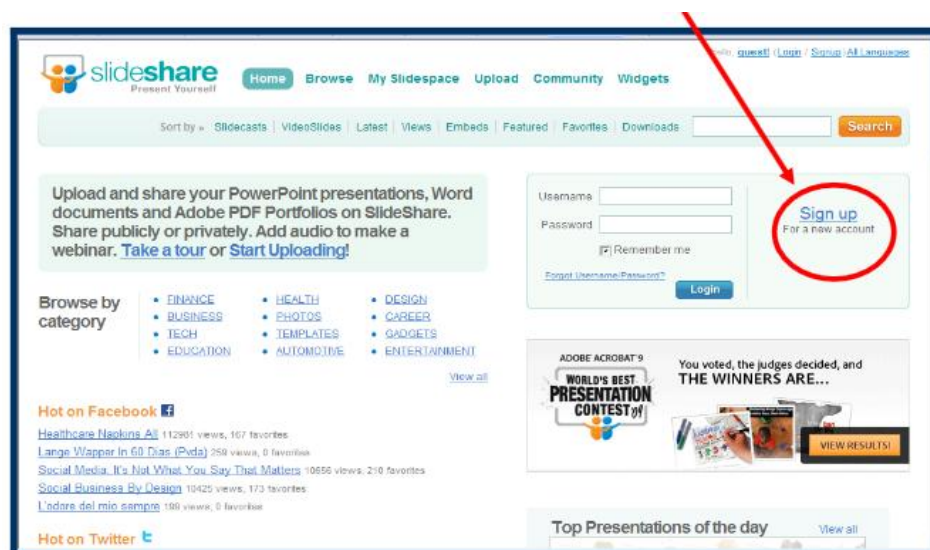 Hello, guest! (Login / Signup) All Languages
slideshare
Present Yourself
Home Browse My Slidespace Upload Community Widgets
Sort by » Slidecasts | VideoSlides | Latest | Views | Embeds | Featured | Favorites | Downloads
Search
Upload and share your PowerPoint presentations, Word
documents and Adobe PDF Portfolios on SlideShare.
Share publicly or privately. Add audio to make a
webinar. Take a tour or Start Uploading!
Username
Password
Remember me
Forgot Username/Password?
Login
Sign up
For a new account
Browse by
category
FINANCE
BUSINESS
TECH
EDUCATION
HEALTH
PHOTOS
TEMPLATES
AUTOMOTIVE
DESIGN
CAREER
GADGETS
ENTERTAINMENT
View all
ADOBE ACROBAT 9
WORLD'S BEST
PRESENTATION
CONTEST 09
You voted, the judges decided, and
THE WINNERS ARE...
VIEW RESULTS!
Hot on Facebook
Healthcare Napkins All 112981 views, 167 favorites
Lange Wapper In 60 Dias (Pvda) 259 views, 0 favorites
Social Media: It's Not What You Say That Matters 10656 views, 210 favorites
Social Business By Design 10425 views, 173 favorites
L'odore del mio sempre 199 views, 0 favorites
Hot on Twitter
Top Presentations of the day View all